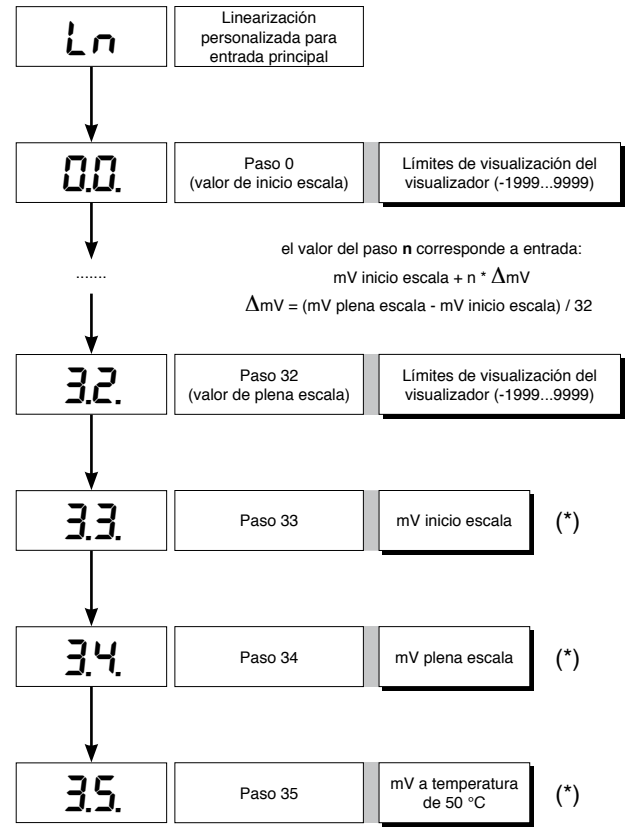 Ln
Linearización
personalizada para
entrada principal
0.0.
Paso 0
(valor de inicio escala)
Límites de visualización del
visualizador (-1999...9999)
.......
el valor del paso n corresponde a entrada:
mV inicio escala + n * ΔmV
ΔmV = (mV plena escala - mV inicio escala) / 32
3.2.
Paso 32
(valor de plena escala)
Límites de visualización del
visualizador (-1999...9999)
3.3.
Paso 33
mV inicio escala
(*)
3.4.
Paso 34
mV plena escala
(*)
3.5.
Paso 35
mV a temperatura
de 50 °C
(*)